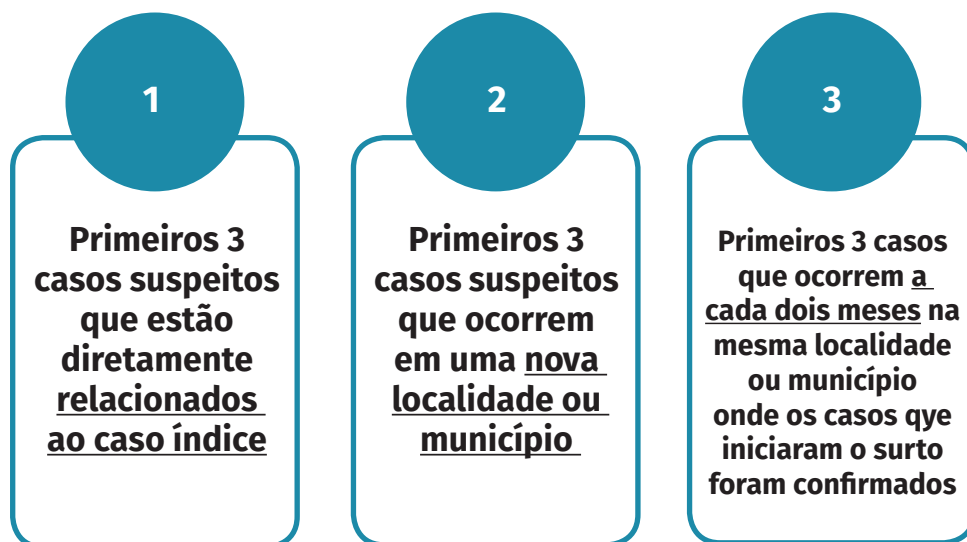 1
Primeiros 3
casos suspeitos
que estão
diretamente
relacionados
ao caso índice
2
Primeiros 3
casos suspeitos
que ocorrem
em uma nova
localidade ou
município
3
Primeiros 3 casos
que ocorrem a
cada dois meses na
mesma localidade
ou município
onde os casos qye
iniciaram o surto
foram confirmados